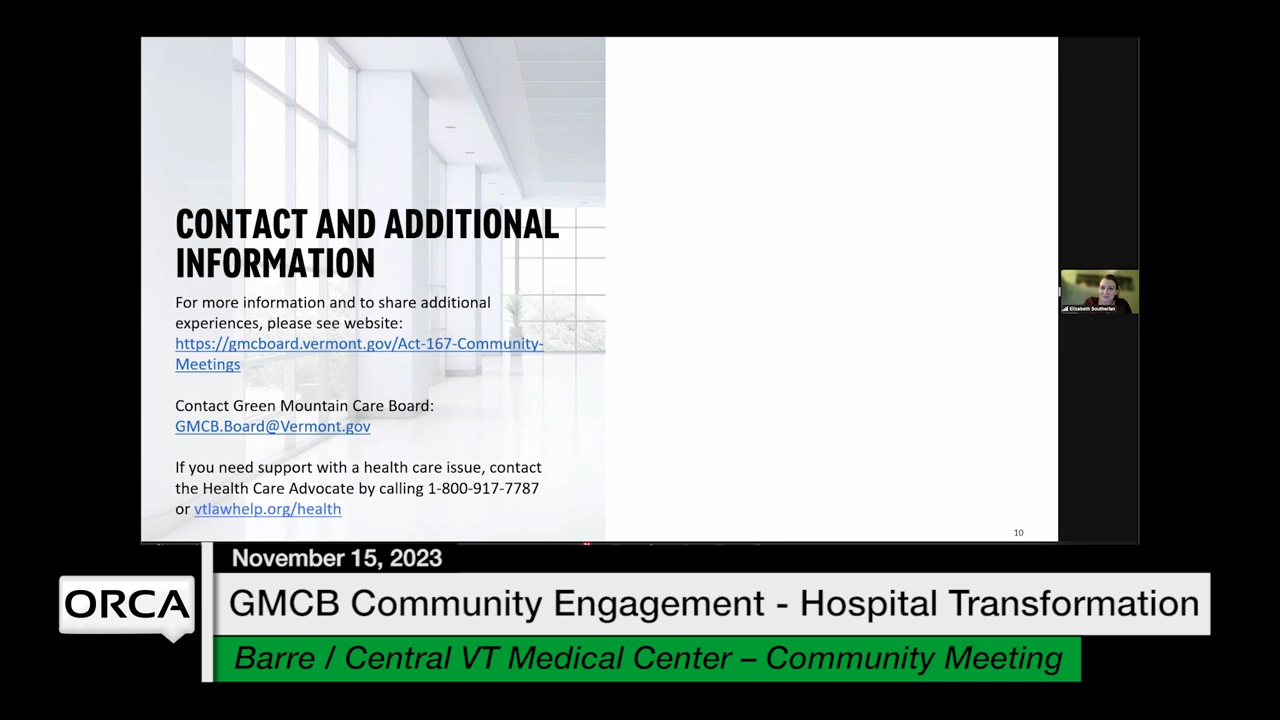 CONTACT AND ADDITIONAL
INFORMATION
For more information and to share additional
experiences, please see website:
https://gmcboard.vermont.gov/Act-167-Community-
Meetings
Contact Green Mountain Care Board:
GMCB.Board@Vermont.gov
If you need support with a health care issue, contact
the Health Care Advocate by calling 1-800-917-7787
or vtlawhelp.org/health
10
Elizabeth Southerlan
November 15, 2023
ORCA
GMCB Community Engagement - Hospital Transformation
Barre / Central VT Medical Center – Community Meeting